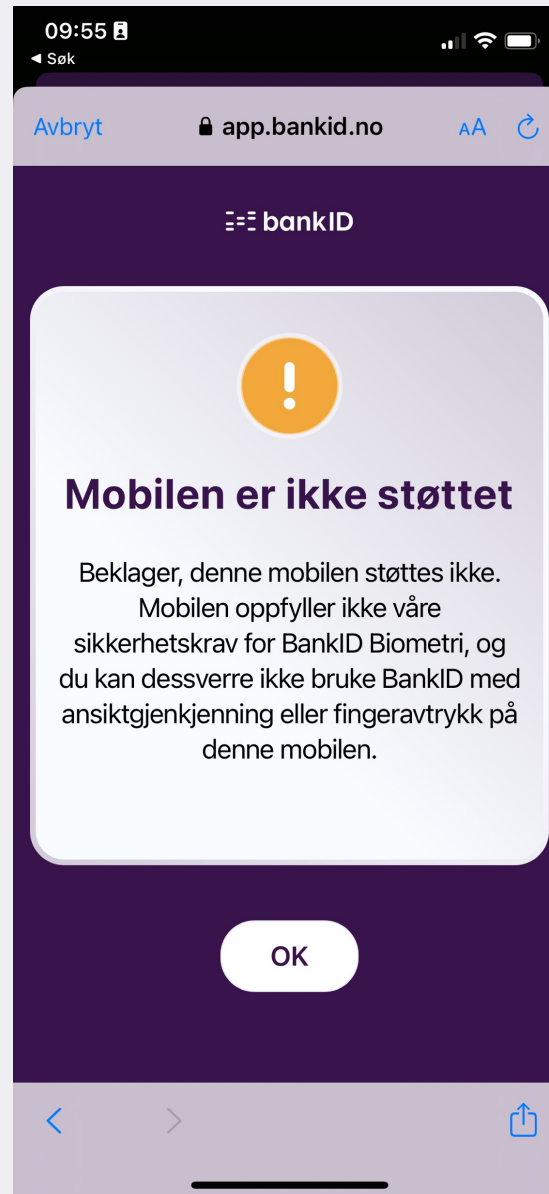 09:55
◀ Søk
Avbryt
app.bankid.no
AA
bankID
Mobilen er ikke støttet
Beklager, denne mobilen støttes ikke.
Mobilen oppfyller ikke våre
sikkerhetskrav for BankID Biometri, og
du kan dessverre ikke bruke BankID med
ansiktgjenkjenning eller fingeravtrykk på
denne mobilen.
OK